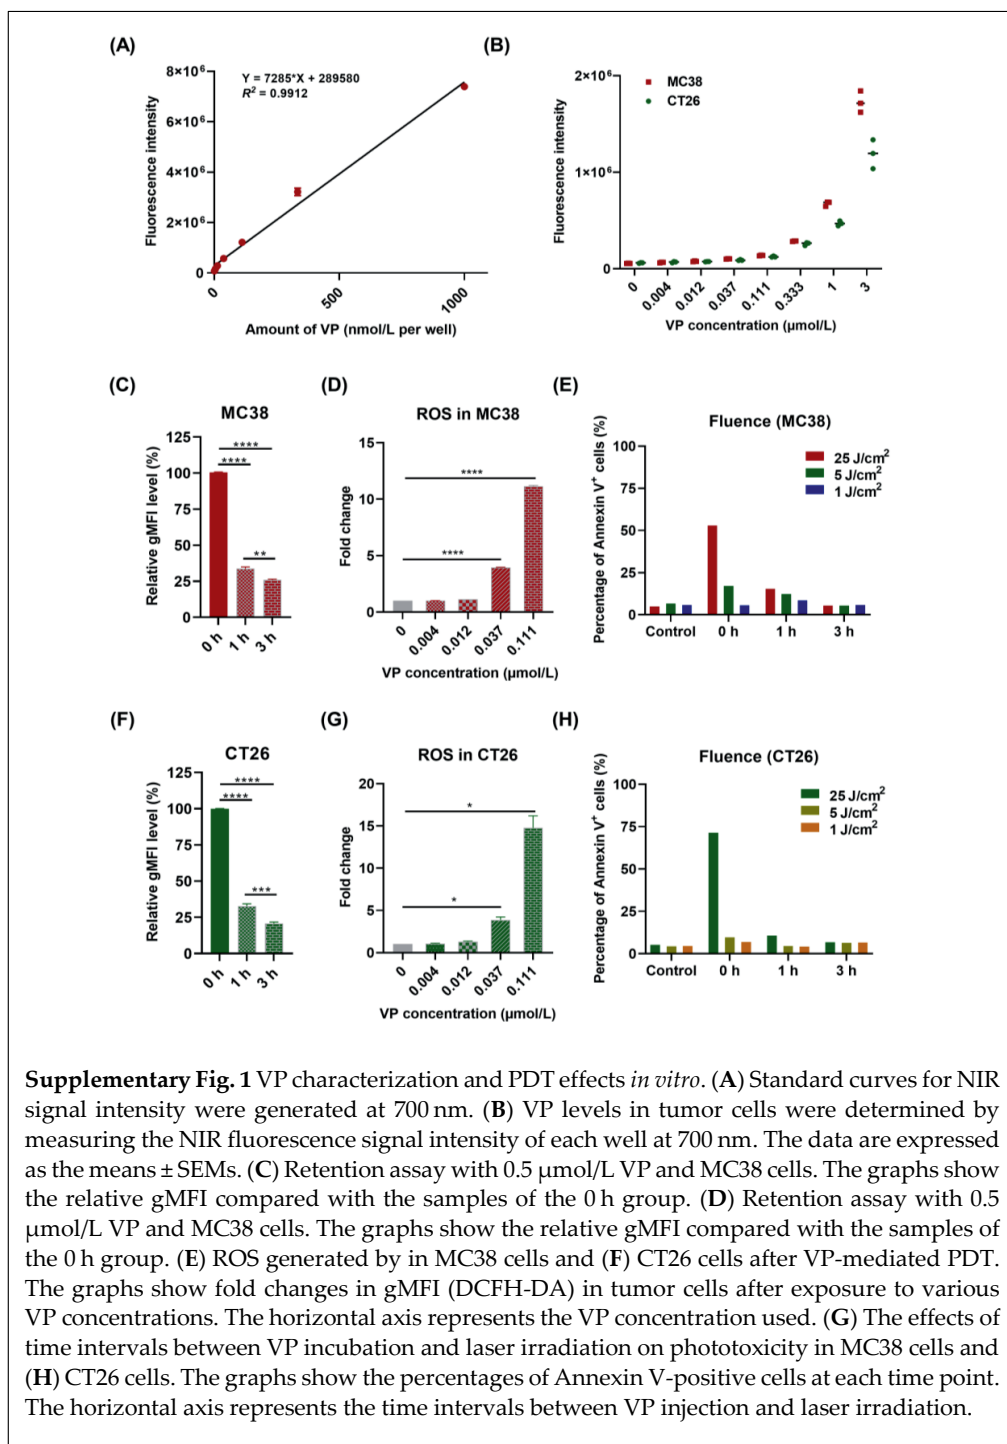 (A)
8×10⁶
6×10⁶
4×10⁶
2×10⁶
0
Fluorescence intensity
Y = 7285*X + 289580
R² = 0.9912
0
500
1000
Amount of VP (nmol/L per well)
(B)
2×10⁶
1×10⁶
0
Fluorescence intensity
MC38
CT26
0
0.004
0.012
0.037
0.111
0.333
1
3
VP concentration (µmol/L)
(C)
MC38
Relative gMFI level (%)
125
100
75
50
25
0
****
****
**
0 h
1 h
3 h
(D)
ROS in MC38
Fold change
15
10
5
0
****
****
0
0.004
0.012
0.037
0.111
VP concentration (µmol/L)
(E)
Fluence (MC38)
Percentage of Annexin V⁺ cells (%)
100
75
50
25
0
25 J/cm²
5 J/cm²
1 J/cm²
Control
0 h
1 h
3 h
(F)
CT26
Relative gMFI level (%)
125
100
75
50
25
0
****
****
***
0 h
1 h
3 h
(G)
ROS in CT26
Fold change
20
15
10
5
0
*
*
0
0.004
0.012
0.037
0.111
VP concentration (µmol/L)
(H)
Fluence (CT26)
Percentage of Annexin V⁺ cells (%)
100
75
50
25
0
25 J/cm²
5 J/cm²
1 J/cm²
Control
0 h
1 h
3 h
Supplementary Fig. 1 VP characterization and PDT effects in vitro. (A) Standard curves for NIR
signal intensity were generated at 700 nm. (B) VP levels in tumor cells were determined by
measuring the NIR fluorescence signal intensity of each well at 700 nm. The data are expressed
as the means ± SEMs. (C) Retention assay with 0.5 µmol/L VP and MC38 cells. The graphs show
the relative gMFI compared with the samples of the 0 h group. (D) Retention assay with 0.5
µmol/L VP and MC38 cells. The graphs show the relative gMFI compared with the samples of
the 0 h group. (E) ROS generated by in MC38 cells and (F) CT26 cells after VP-mediated PDT.
The graphs show fold changes in gMFI (DCFH-DA) in tumor cells after exposure to various
VP concentrations. The horizontal axis represents the VP concentration used. (G) The effects of
time intervals between VP incubation and laser irradiation on phototoxicity in MC38 cells and
(H) CT26 cells. The graphs show the percentages of Annexin V-positive cells at each time point.
The horizontal axis represents the time intervals between VP injection and laser irradiation.